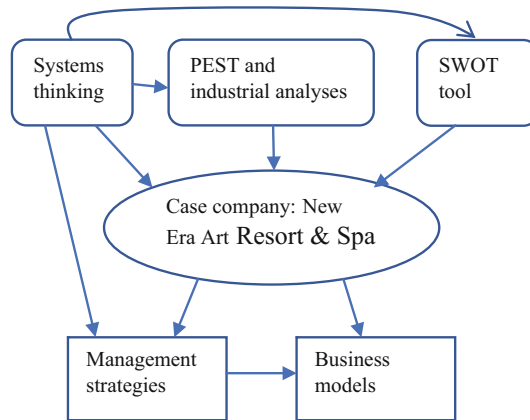 Systems
thinking
PEST and
industrial analyses
SWOT
tool
Case company: New
Era Art Resort & Spa
Management
strategies
Business
models